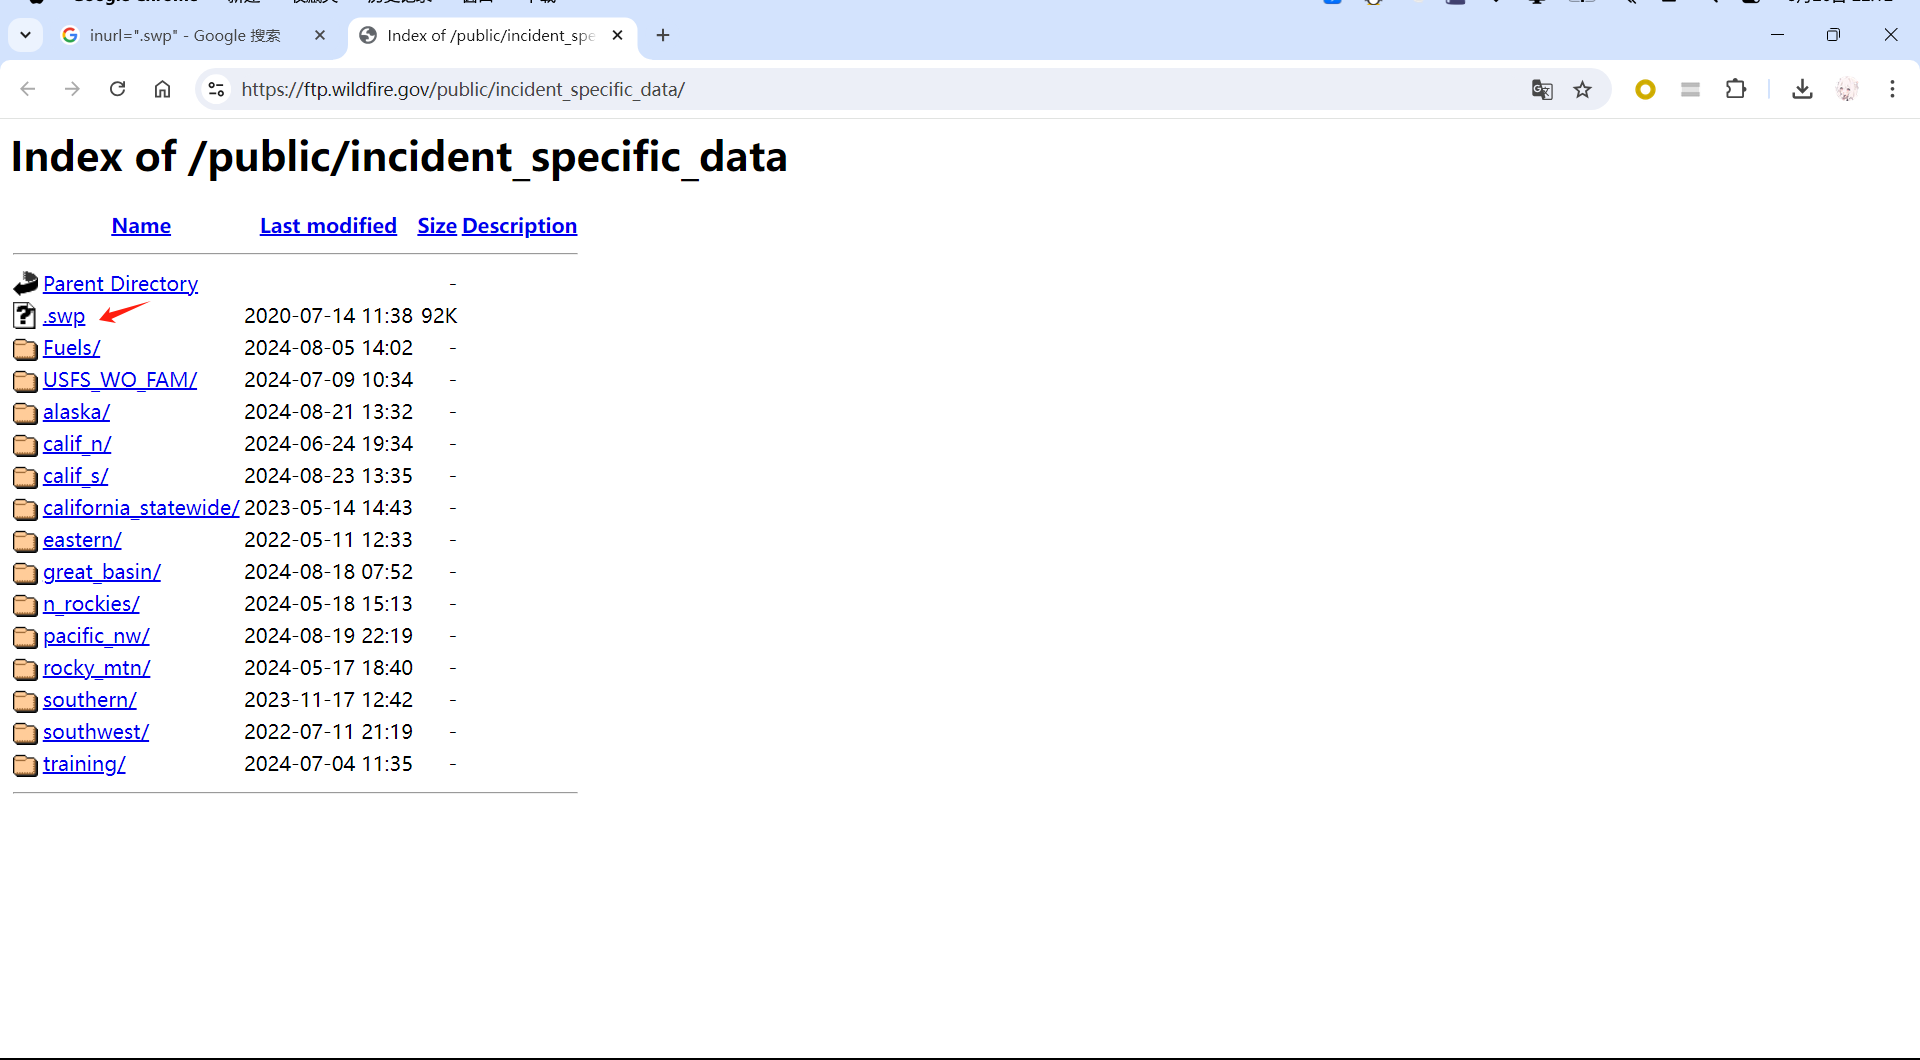 inurl=".swp" - Google 搜索
Index of /public/incident_spe
https://ftp.wildfire.gov/public/incident_specific_data/
Index of /public/incident_specific_data
Name Last modified Size Description
Parent Directory -
.swp 2020-07-14 11:38 92K
Fuels/ 2024-08-05 14:02 -
USFS_WO_FAM/ 2024-07-09 10:34 -
alaska/ 2024-08-21 13:32 -
calif_n/ 2024-06-24 19:34 -
calif_s/ 2024-08-23 13:35 -
california_statewide/ 2023-05-14 14:43 -
eastern/ 2022-05-11 12:33 -
great_basin/ 2024-08-18 07:52 -
n_rockies/ 2024-05-18 15:13 -
pacific_nw/ 2024-08-19 22:19 -
rocky_mtn/ 2024-05-17 18:40 -
southern/ 2023-11-17 12:42 -
southwest/ 2022-07-11 21:19 -
training/ 2024-07-04 11:35 -